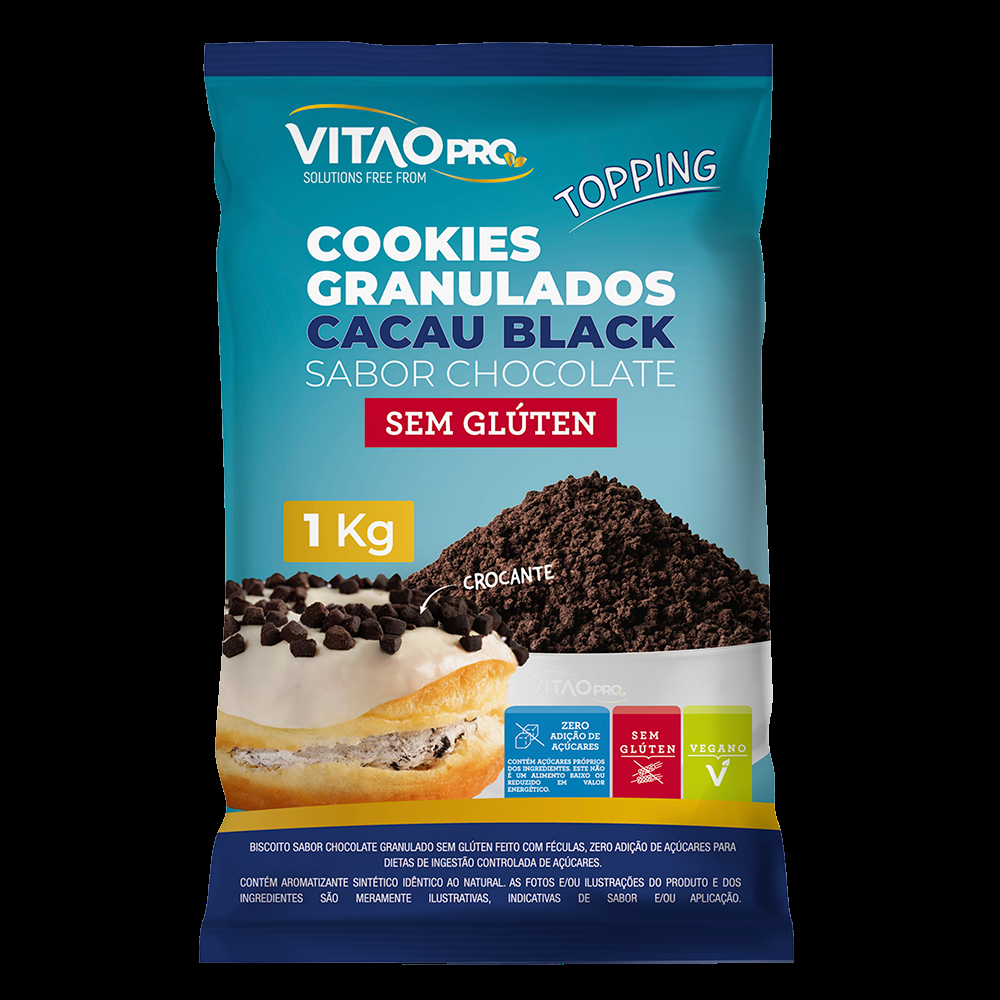 VITAO PRO
SOLUTIONS FREE FROM
TOPPING
COOKIES
GRANULADOS
CACAU BLACK
SABOR CHOCOLATE
SEM GLÚTEN
1 Kg
CROCANTE
VITAO PRO
ZERO
ADIÇÃO DE
AÇÚCARES
CONTÉM AÇÚCARES PRÓPRIOS
DOS INGREDIENTES. ESTE NÃO
É UM ALIMENTO BAIXO OU
REDUZIDO EM VALOR
ENERGÉTICO.
SEM
GLÚTEN
VEGANO
BISCOITO SABOR CHOCOLATE GRANULADO SEM GLÚTEN FEITO COM FÉCULAS, ZERO ADIÇÃO DE AÇÚCARES PARA
DIETAS DE INGESTÃO CONTROLADA DE AÇÚCARES.
CONTÉM AROMATIZANTE SINTÉTICO IDÊNTICO AO NATURAL. AS FOTOS E/OU ILUSTRAÇÕES DO PRODUTO E DOS
INGREDIENTES SÃO MERAMENTE ILUSTRATIVAS, INDICATIVAS DE SABOR E/OU APLICAÇÃO.